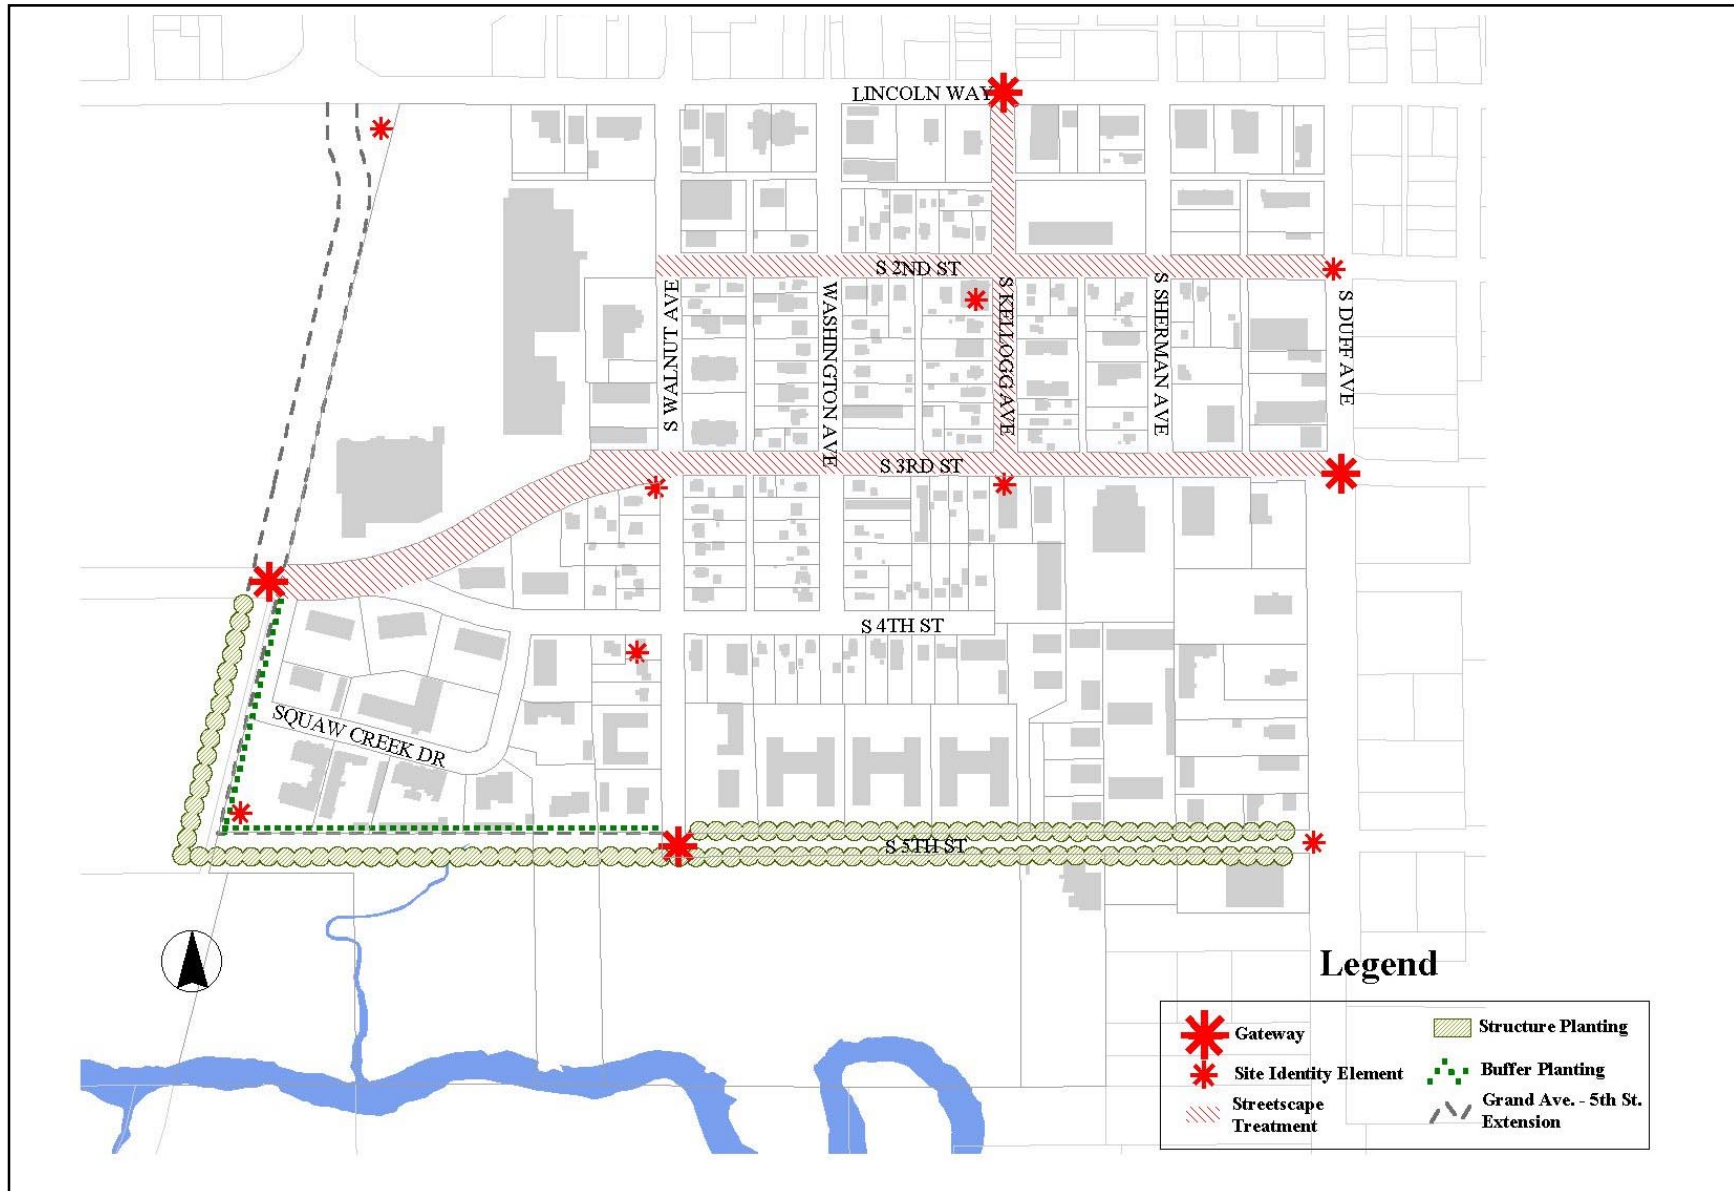 LINCOLN WAY
S 2ND ST
S WALNUT AVE
WASHINGTON AVE
S KELLOGG AVE
S SHERMAN AVE
S DUFF AVE
S 3RD ST
S 4TH ST
SQUAW CREEK DR
S 5TH ST
Legend
Gateway
Site Identity Element
Streetscape
Treatment
Structure Planting
Buffer Planting
Grand Ave. - 5th St.
Extension